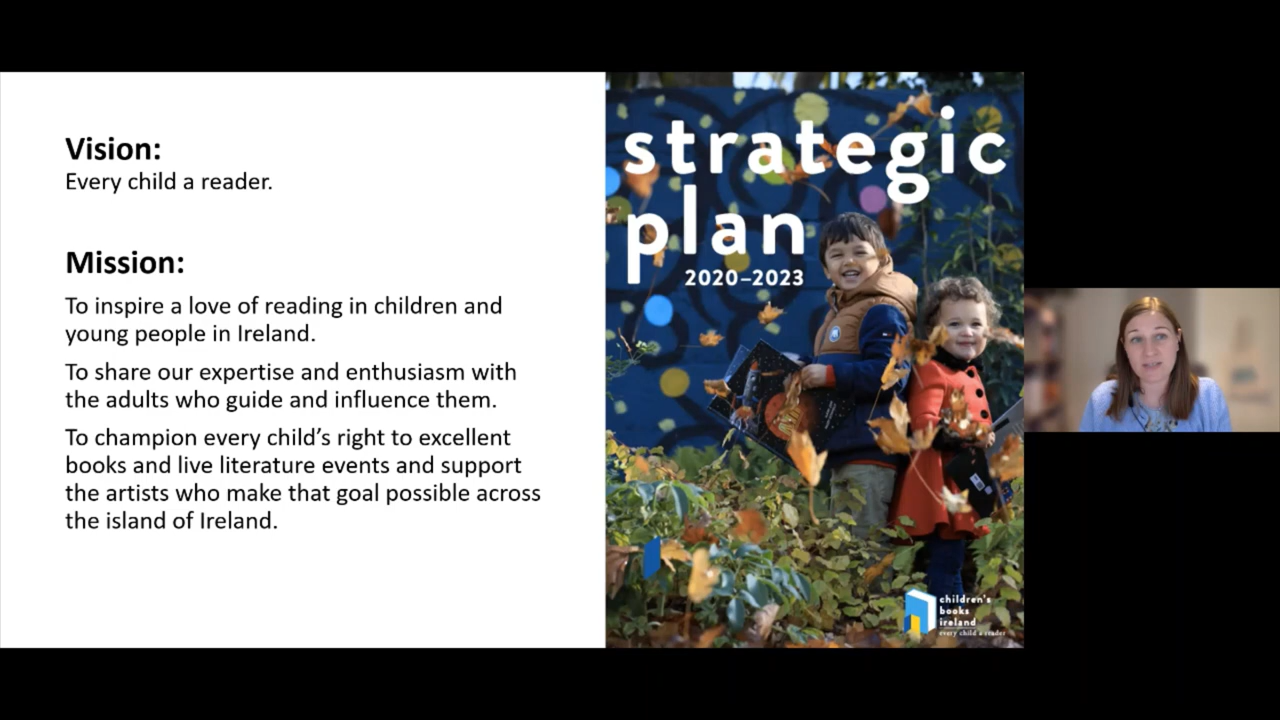 Vision:
Every child a reader.
Mission:
To inspire a love of reading in children and
young people in Ireland.
To share our expertise and enthusiasm with
the adults who guide and influence them.
To champion every child's right to excellent
books and live literature events and support
the artists who make that goal possible across
the island of Ireland.
strategic
plan
2020–2023
children's
books
ireland
every child a reader